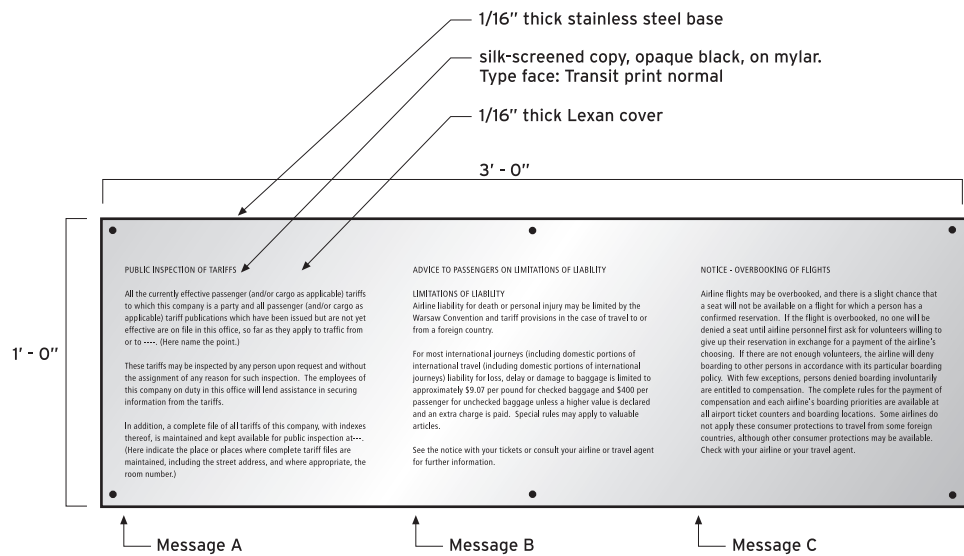 1/16” thick stainless steel base
silk-screened copy, opaque black, on mylar.
Type face: Transit print normal
1/16” thick Lexan cover
3’ - 0”
1’ - 0”
PUBLIC INSPECTION OF TARIFFS
All the currently effective passenger (and/or cargo as applicable) tariffs
to which this company is a party and all passenger (and/or cargo as
applicable) tariff publications which have been issued but are not yet
effective are on file in this office, so far as they apply to traffic from
or to ----. (Here name the point.)
These tariffs may be inspected by any person upon request and without
the assignment of any reason for such inspection. The employees of
this company on duty in this office will lend assistance in securing
information from the tariffs.
In addition, a complete file of all tariffs of this company, with indexes
thereof, is maintained and kept available for public inspection at---.
(Here indicate the place or places where complete tariff files are
maintained, including the street address, and where appropriate, the
room number.)
ADVICE TO PASSENGERS ON LIMITATIONS OF LIABILITY
LIMITATIONS OF LIABILITY
Airline liability for death or personal injury may be limited by the
Warsaw Convention and tariff provisions in the case of travel to or
from a foreign country.
For most international journeys (including domestic portions of
international travel (including domestic portions of international
journeys) liability for loss, delay or damage to baggage is limited to
approximately $9.07 per pound for checked baggage and $400 per
passenger for unchecked baggage unless a higher value is declared
and an extra charge is paid. Special rules may apply to valuable
articles.
See the notice with your tickets or consult your airline or travel agent
for further information.
NOTICE - OVERBOOKING OF FLIGHTS
Airline flights may be overbooked, and there is a slight chance that
a seat will not be available on a flight for which a person has a
confirmed reservation. If the flight is overbooked, no one will be
denied a seat until airline personnel first ask for volunteers willing to
give up their reservation in exchange for a payment of the airline's
choosing. If there are not enough volunteers, the airline will deny
boarding to other persons in accordance with its particular boarding
policy. With few exceptions, persons denied boarding involuntarily
are entitled to compensation. The complete rules for the payment of
compensation and each airline's boarding priorities are available at
all airport ticket counters and boarding locations. Some airlines do
not apply these consumer protections to travel from some foreign
countries, although other consumer protections may be available.
Check with your airline or your travel agent.
Message A
Message B
Message C